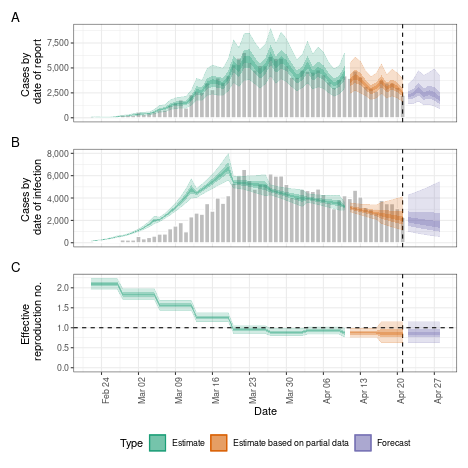 A
Cases by
date of report
7,500
5,000
2,500
0
B
Cases by
date of infection
8,000
6,000
4,000
2,000
0
C
Effective
reproduction no.
2.0
1.5
1.0
0.5
0.0
Feb 24
Mar 02
Mar 09
Mar 16
Mar 23
Mar 30
Apr 06
Apr 13
Apr 20
Apr 27
Date
Type Estimate Estimate based on partial data Forecast